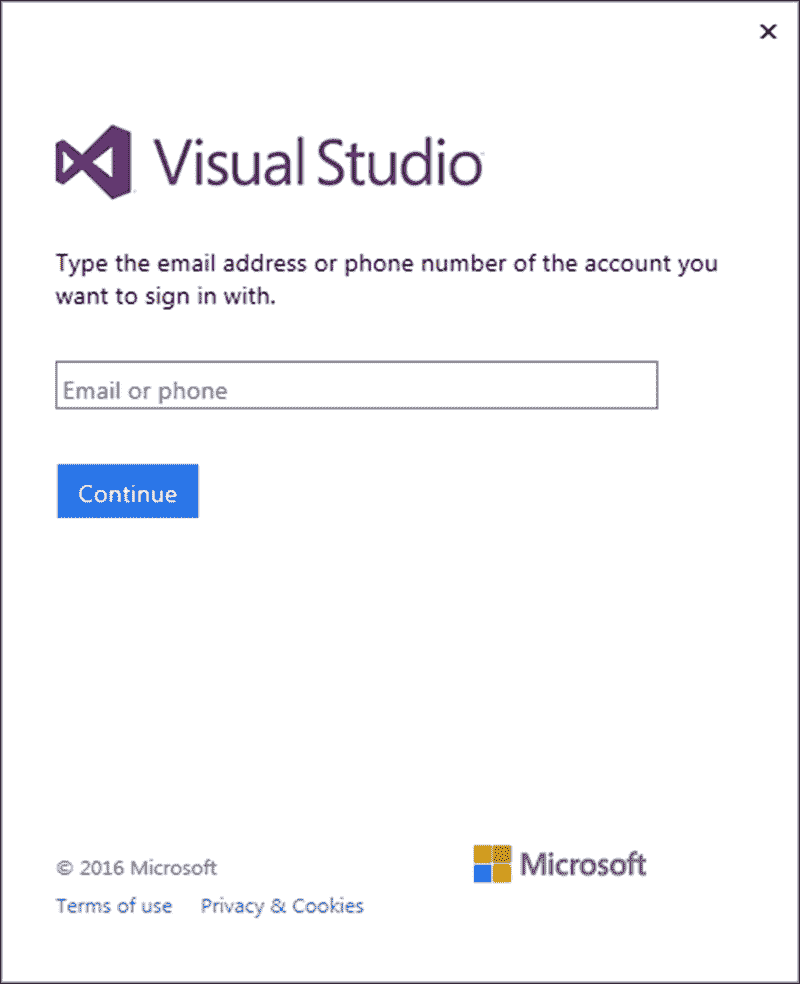 Visual Studio
Type the email address or phone number of the account you
want to sign in with.
Email or phone
Continue
© 2016 Microsoft
Microsoft
Terms of use Privacy & Cookies